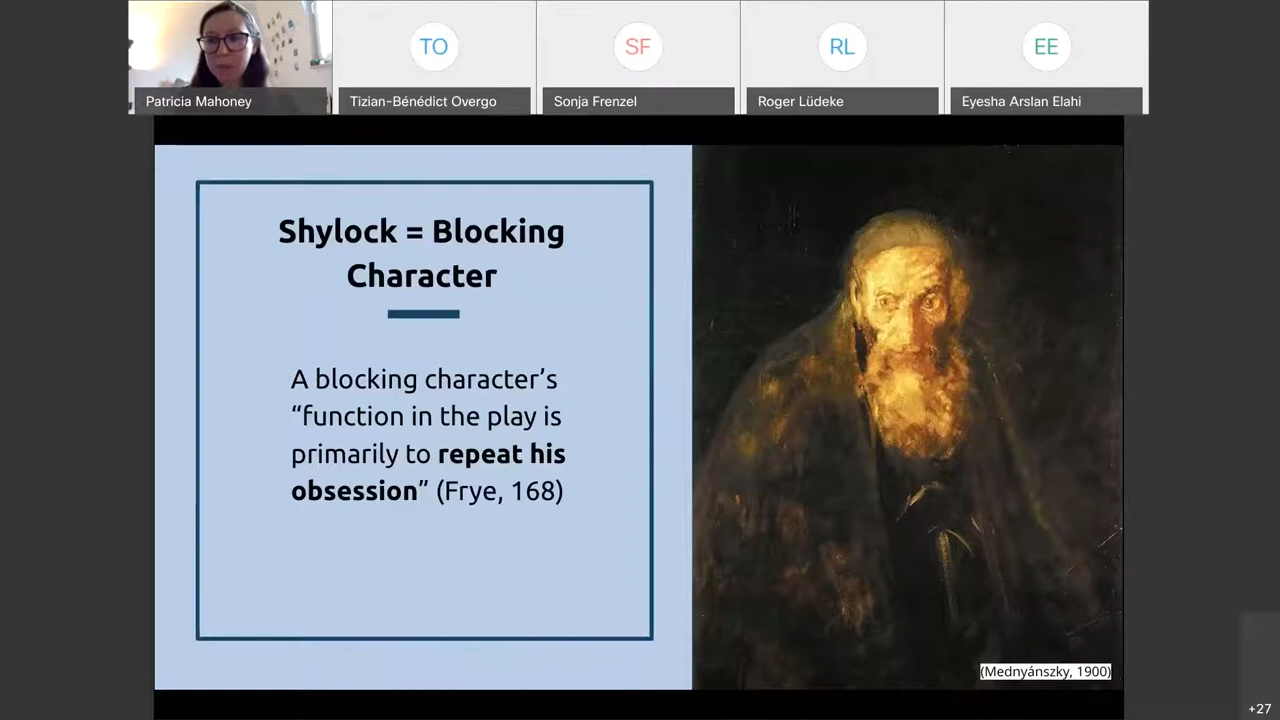 TO
SF
RL
EE
Patricia Mahoney
Tizian-Bénédict Overgo
Sonja Frenzel
Roger Lüdeke
Eyesha Arslan Elahi
Shylock = Blocking
Character
A blocking character’s
“function in the play is
primarily to repeat his
obsession” (Frye, 168)
(Mednyánszky, 1900)
+27